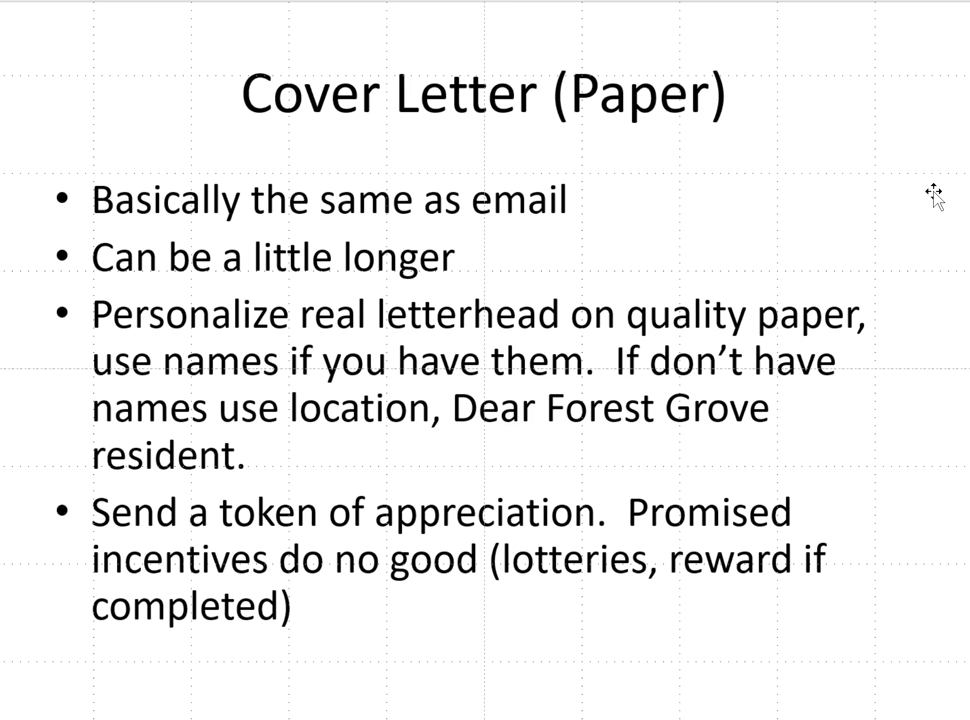 Cover Letter (Paper)
• Basically the same as email
• Can be a little longer
• Personalize real letterhead on quality paper,
use names if you have them.  If don’t have
names use location, Dear Forest Grove
resident.
• Send a token of appreciation.  Promised
incentives do no good (lotteries, reward if
completed)